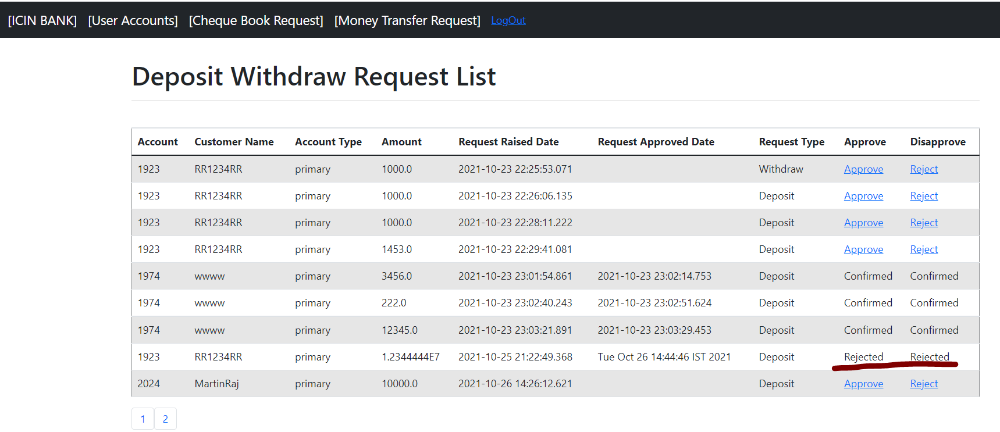 [ICIN BANK] [User Accounts] [Cheque Book Request] [Money Transfer Request] LogOut
Deposit Withdraw Request List
Account Customer Name Account Type Amount Request Raised Date Request Approved Date Request Type Approve Disapprove
1923 RR1234RR primary 1000.0 2021-10-23 22:25:53.071 Withdraw Approve Reject
1923 RR1234RR primary 1000.0 2021-10-23 22:26:06.135 Deposit Approve Reject
1923 RR1234RR primary 1000.0 2021-10-23 22:28:11.222 Deposit Approve Reject
1923 RR1234RR primary 1453.0 2021-10-23 22:29:41.081 Deposit Approve Reject
1974 wwww primary 3456.0 2021-10-23 23:01:54.861 2021-10-23 23:02:14.753 Deposit Confirmed Confirmed
1974 wwww primary 222.0 2021-10-23 23:02:40.243 2021-10-23 23:02:51.624 Deposit Confirmed Confirmed
1974 wwww primary 12345.0 2021-10-23 23:03:21.891 2021-10-23 23:03:29.453 Deposit Confirmed Confirmed
1923 RR1234RR primary 1.2344444E7 2021-10-25 21:22:49.368 Tue Oct 26 14:44:46 IST 2021 Deposit Rejected Rejected
2024 MartinRaj primary 10000.0 2021-10-26 14:26:12.621 Deposit Approve Reject
1 2